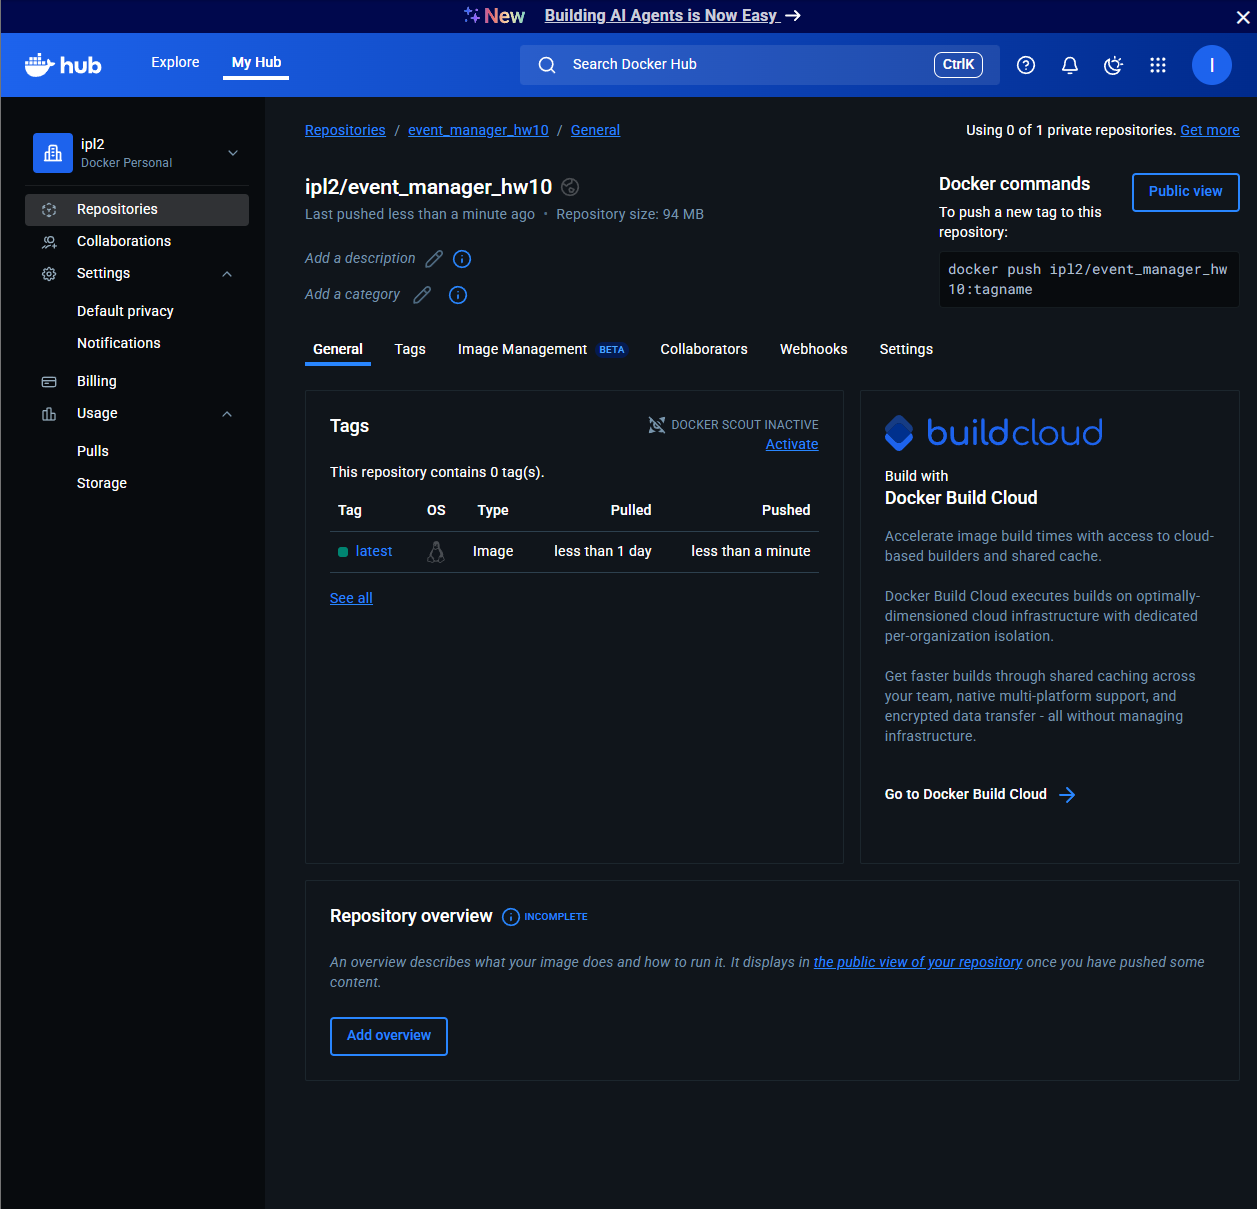 New Building AI Agents is Now Easy
hub
Explore
My Hub
Search Docker Hub
CtrlK
I
ipl2
Docker Personal
Repositories
Collaborations
Settings
Default privacy
Notifications
Billing
Usage
Pulls
Storage
Repositories / event_manager_hw10 / General
Using 0 of 1 private repositories. Get more
ipl2/event_manager_hw10
Last pushed less than a minute ago • Repository size: 94 MB
Add a description
Add a category
Docker commands
Public view
To push a new tag to this
repository:
docker push ipl2/event_manager_hw
10:tagname
General
Tags
Image Management BETA
Collaborators
Webhooks
Settings
Tags
DOCKER SCOUT INACTIVE
Activate
This repository contains 0 tag(s).
Tag OS Type Pulled Pushed
latest Image less than 1 day less than a minute
See all
buildcloud
Build with
Docker Build Cloud
Accelerate image build times with access to cloud-
based builders and shared cache.
Docker Build Cloud executes builds on optimally-
dimensioned cloud infrastructure with dedicated
per-organization isolation.
Get faster builds through shared caching across
your team, native multi-platform support, and
encrypted data transfer - all without managing
infrastructure.
Go to Docker Build Cloud
Repository overview INCOMPLETE
An overview describes what your image does and how to run it. It displays in the public view of your repository once you have pushed some
content.
Add overview